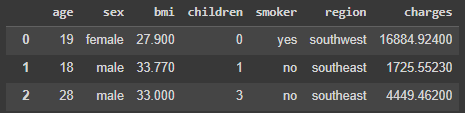 age sex bmi children smoker region charges
0 19 female 27.900 0 yes southwest 16884.92400
1 18 male 33.770 1 no southeast 1725.55230
2 28 male 33.000 3 no southeast 4449.46200